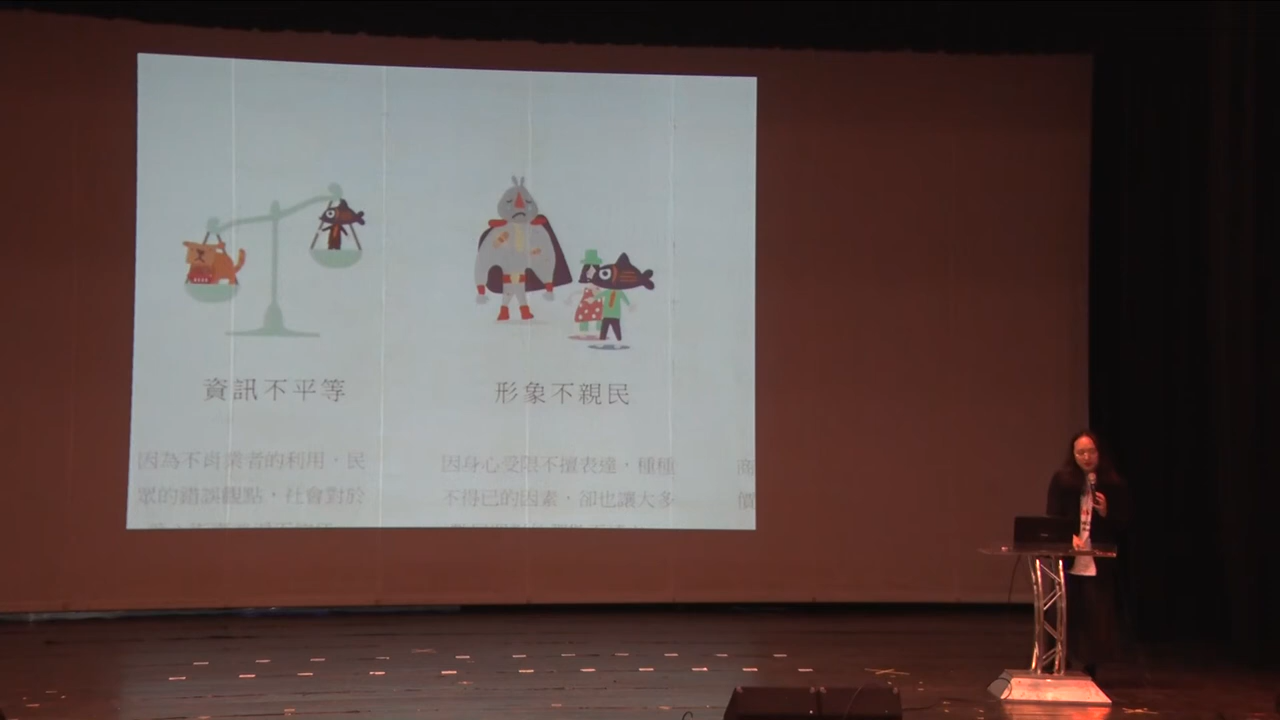 資訊不平等
形象不親民
因為不肖業者的利用，民
眾的錯誤觀點，社會對於
因身心受限不擅表達，種種
不得已的因素，卻也讓大多
商
價